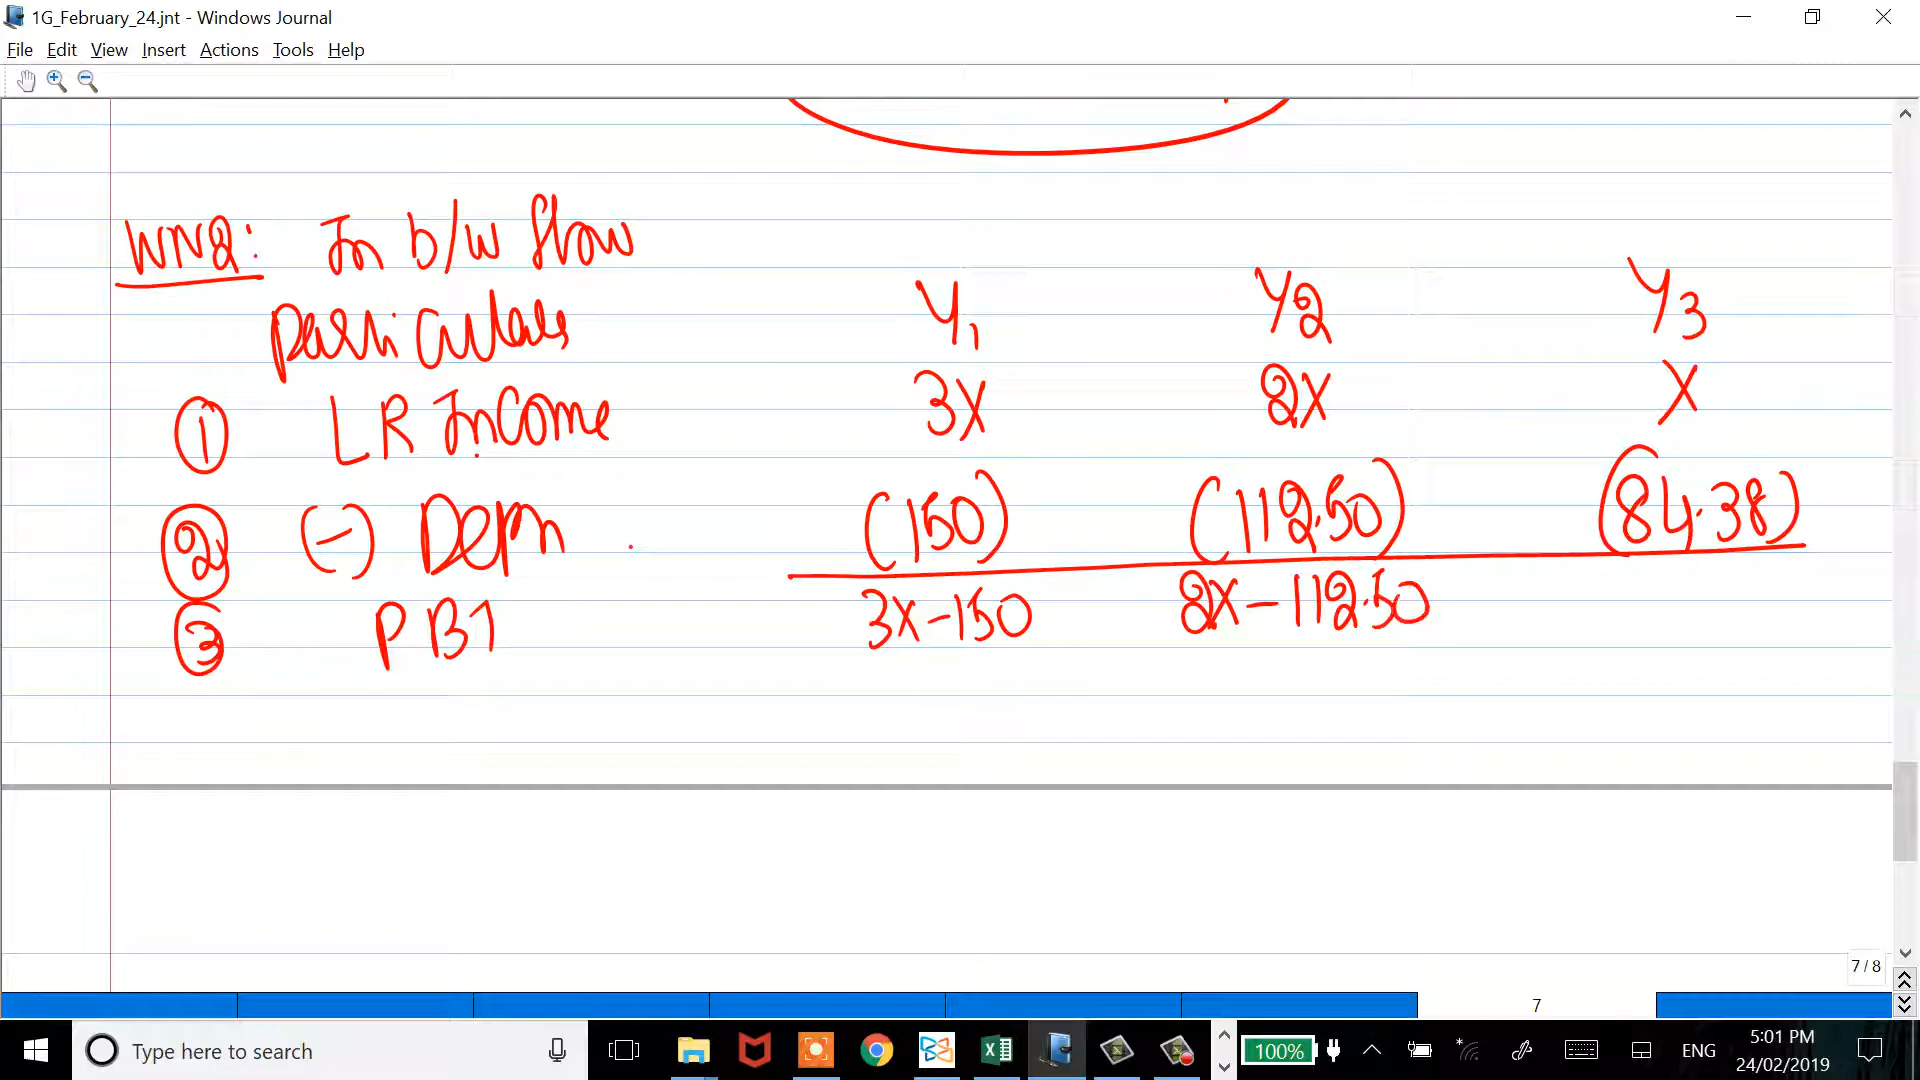 1G_February_24.jnt - Windows Journal
File Edit View Insert Actions Tools Help
WN2: In b/w flow
Particulars Y1 Y2 Y3
① LR Income 3X 2X X
② (-) Depn (150) (112.50) (84.38)
③ PBT 3X-150 2X-112.50
7 / 8
7
Type here to search 100% ENG 5:01 PM
24/02/2019